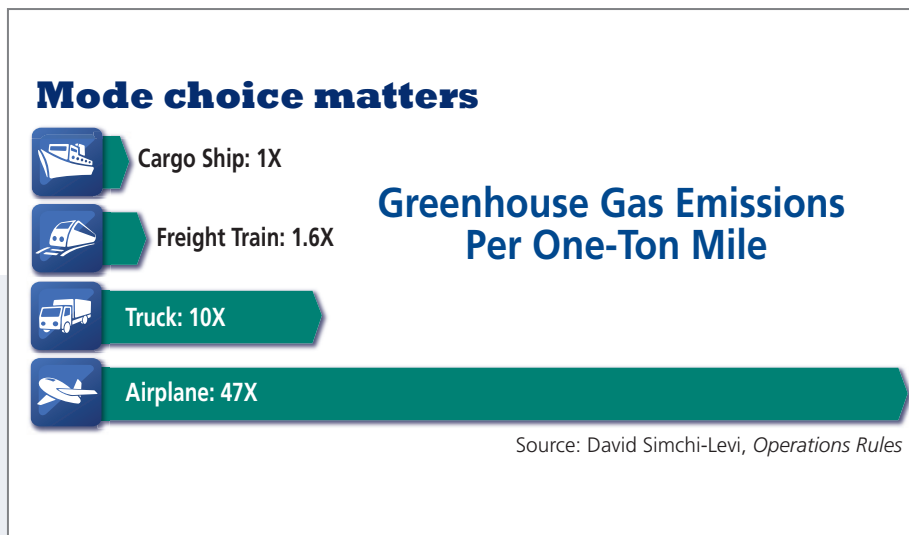 Mode choice matters
Cargo Ship: 1X
Freight Train: 1.6X
Greenhouse Gas Emissions
Per One-Ton Mile
Truck: 10X
Airplane: 47X
Source: David Simchi-Levi, Operations Rules